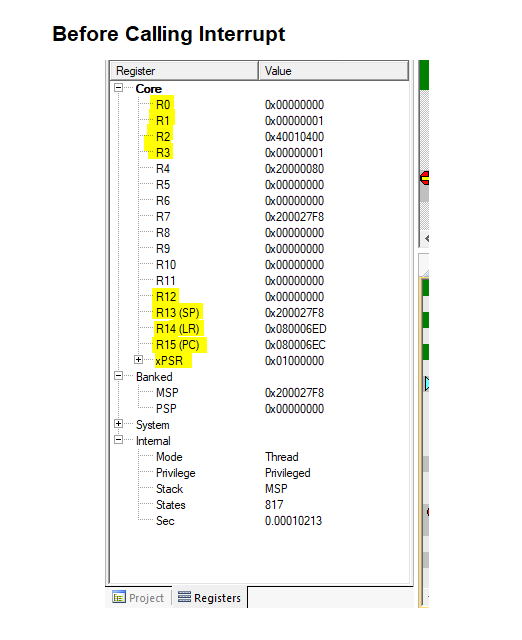 Before Calling Interrupt
Register Value
Core
R0 0x00000000
R1 0x00000001
R2 0x40010400
R3 0x00000001
R4 0x20000080
R5 0x00000000
R6 0x00000000
R7 0x200027F8
R8 0x00000000
R9 0x00000000
R10 0x00000000
R11 0x00000000
R12 0x00000000
R13 (SP) 0x200027F8
R14 (LR) 0x080006ED
R15 (PC) 0x080006EC
xPSR 0x01000000
Banked
MSP 0x200027F8
PSP 0x00000000
System
Internal
Mode Thread
Privilege Privileged
Stack MSP
States 817
Sec 0.00010213
Project Registers